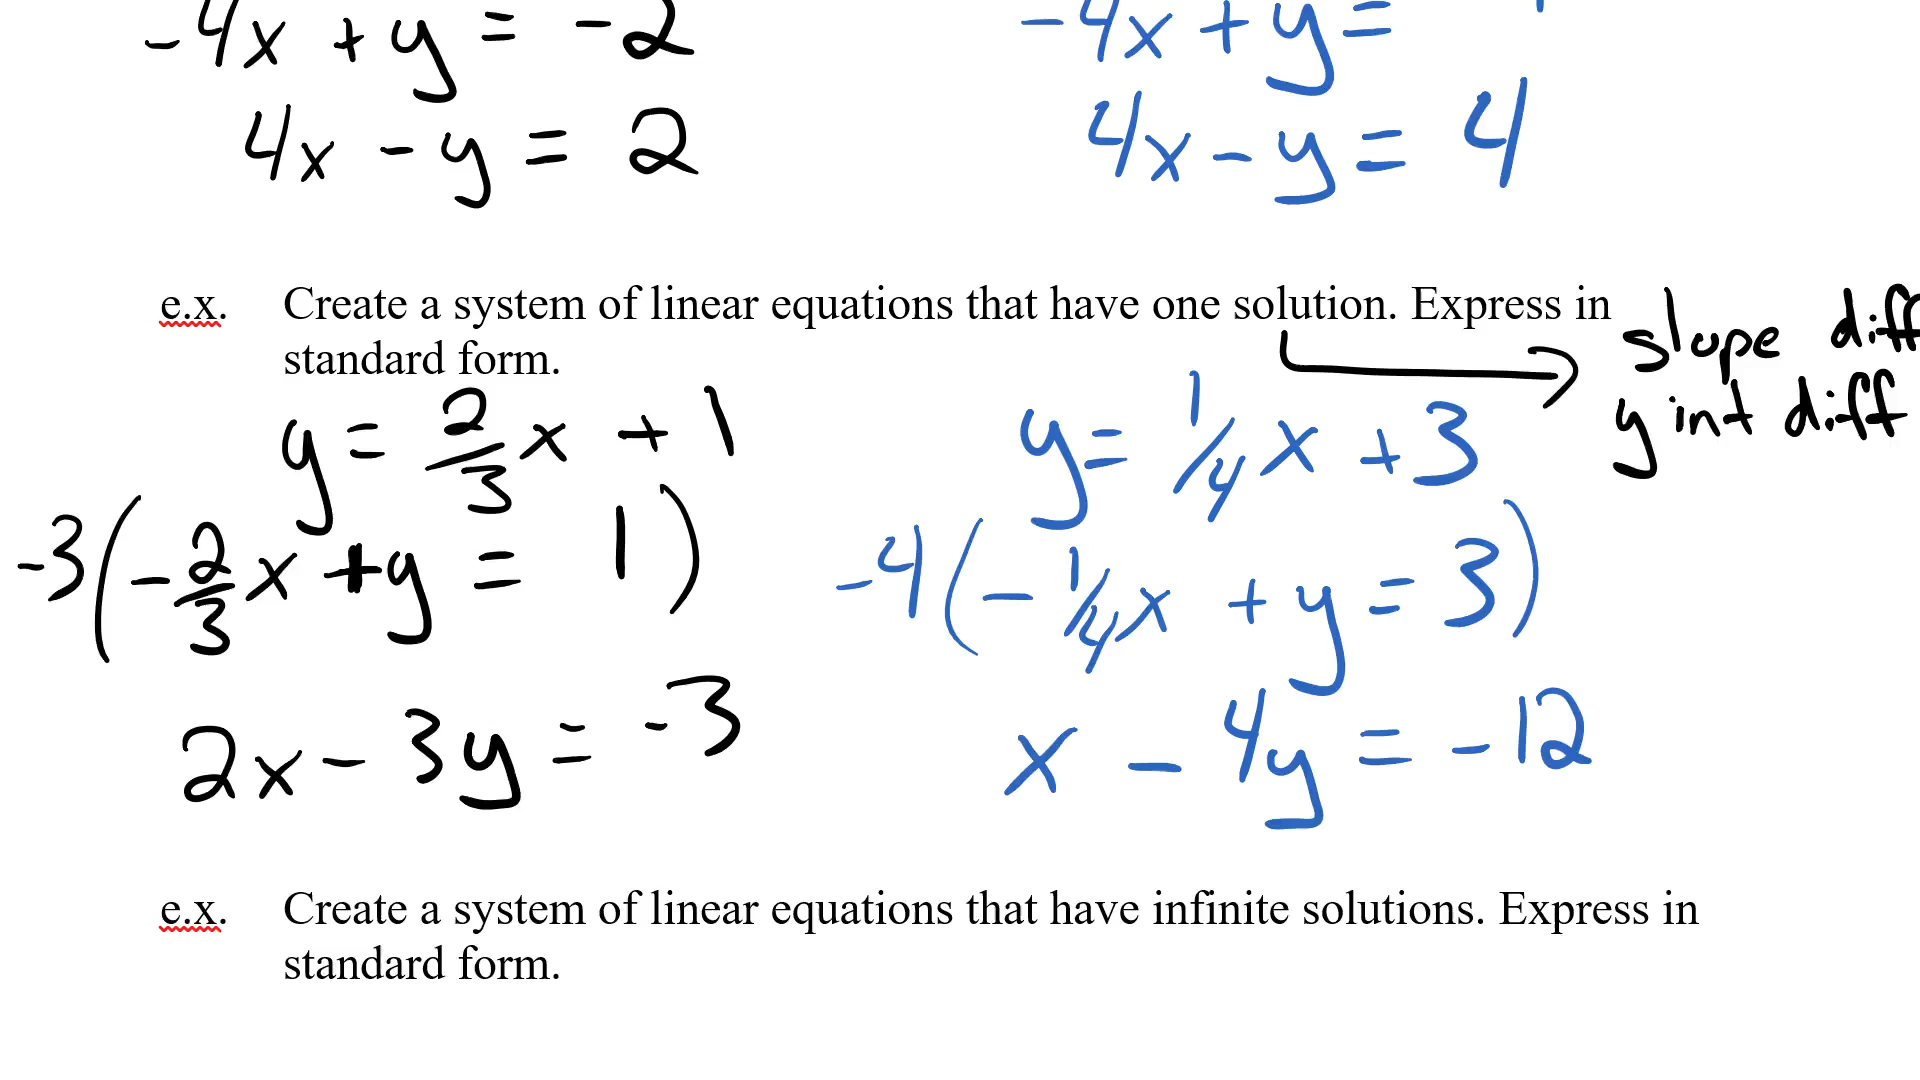 -4x + y = -2
-4x + y =
4x - y = 2
4x - y = 4
e.x. Create a system of linear equations that have one solution. Express in
standard form.
slope diff
y int diff
y = 2/3 x + 1
y = 1/4 x + 3
-3(-2/3 x + y = 1)
-4(-1/4 x + y = 3)
2x - 3y = -3
x - 4y = -12
e.x. Create a system of linear equations that have infinite solutions. Express in
standard form.